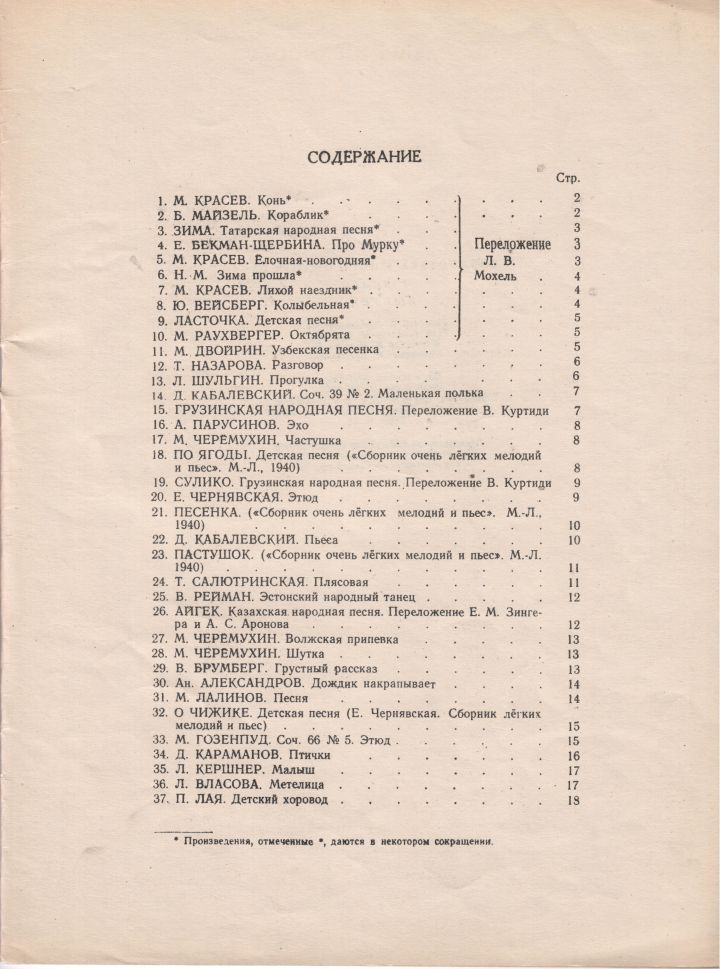 СОДЕРЖАНИЕ
Стр.
1. М. КРАСЕВ. Конь* . . . . . . . . 2
2. Б. МАЙЗЕЛЬ. Кораблик* . . . . . . . . 2
3. ЗИМА. Татарская народная песня* . . . 3
4. Е. БЕКМАН-ЩЕРБИНА. Про Мурку* . . Переложение 3
5. М. КРАСЕВ. Ёлочная-новогодняя* . . Л. В. 3
6. Н. М. Зима прошла* . . . . . Мохель . 4
7. М. КРАСЕВ. Лихой наездник* . . . . . . 4
8. Ю. ВЕЙСБЕРГ. Колыбельная* . . . . . . 4
9. ЛАСТОЧКА. Детская песня* . . . . . . 5
10. М. РАУХВЕРГЕР. Октябрята . . . . . . 5
11. М. ДВОЙРИН. Узбекская песенка . . . . . 5
12. Т. НАЗАРОВА. Разговор . . . . . . . 6
13. Л. ШУЛЬГИН. Прогулка . . . . . . . 6
14. Д. КАБАЛЕВСКИЙ. Соч. 39 № 2. Маленькая полька . . 7
15. ГРУЗИНСКАЯ НАРОДНАЯ ПЕСНЯ. Переложение В. Куртиди 7
16. А. ПАРУСИНОВ. Эхо . . . . . . . . 8
17. М. ЧЕРЁМУХИН. Частушка . . . . . . 8
18. ПО ЯГОДЫ. Детская песня («Сборник очень лёгких мелодий
и пьес». М.-Л., 1940) . . . . . . . 8
19. СУЛИКО. Грузинская народная песня. Переложение В. Куртиди 9
20. Е. ЧЕРНЯВСКАЯ. Этюд . . . . . . . 9
21. ПЕСЕНКА. («Сборник очень лёгких мелодий и пьес». М.-Л.,
1940) . . . . . . . . . . 10
22. Д. КАБАЛЕВСКИЙ. Пьеса . . . . . . 10
23. ПАСТУШОК. («Сборник очень лёгких мелодий и пьес». М.-Л.
1940) . . . . . . . . . . 11
24. Т. САЛЮТРИНСКАЯ. Плясовая . . . . . . 11
25. В. РЕЙМАН. Эстонский народный танец . . . . . 12
26. АЙГЕК. Казахская народная песня. Переложение Е. М. Зинге-
ра и А. С. Аронова . . . . . . . . 12
27. М. ЧЕРЁМУХИН. Волжская припевка . . . . . 13
28. М. ЧЕРЁМУХИН. Шутка . . . . . . . 13
29. В. БРУМБЕРГ. Грустный рассказ . . . . . . 13
30. Ан. АЛЕКСАНДРОВ. Дождик накрапывает . . . . 14
31. М. ЛАЛИНОВ. Песня . . . . . . . . 14
32. О ЧИЖИКЕ. Детская песня (Е. Чернявская. Сборник лёгких
мелодий и пьес) . . . . . . . . . 15
33. М. ГОЗЕНПУД. Соч. 66 № 5. Этюд . . . . . . 15
34. Д. КАРАМАНОВ. Птички . . . . . . . 16
35. Л. КЕРШНЕР. Малыш . . . . . . . 17
36. Л. ВЛАСОВА. Метелица . . . . . . . 17
37. П. ЛАЯ. Детский хоровод . . . . . . . 18
* Произведения, отмеченные *, даются в некотором сокращении.